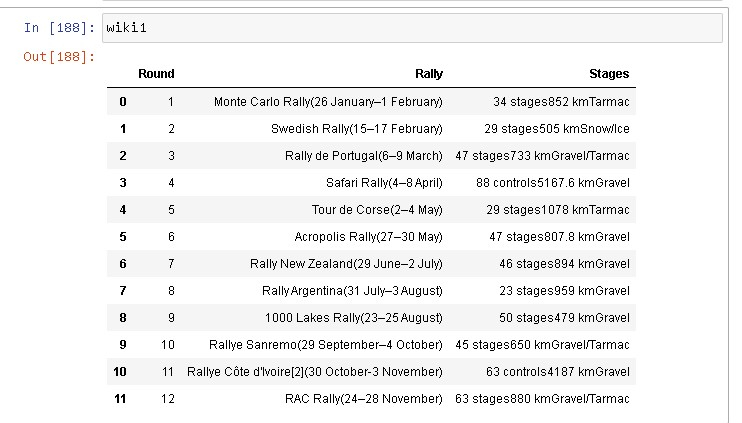 In [188]: wiki1
Out[188]:
Round Rally Stages
0 1 Monte Carlo Rally(26 January–1 February) 34 stages852 kmTarmac
1 2 Swedish Rally(15–17 February) 29 stages505 kmSnow/Ice
2 3 Rally de Portugal(6–9 March) 47 stages733 kmGravel/Tarmac
3 4 Safari Rally(4–8 April) 88 controls5167.6 kmGravel
4 5 Tour de Corse(2–4 May) 29 stages1078 kmTarmac
5 6 Acropolis Rally(27–30 May) 47 stages807.8 kmGravel
6 7 Rally New Zealand(29 June–2 July) 46 stages894 kmGravel
7 8 Rally Argentina(31 July–3 August) 23 stages959 kmGravel
8 9 1000 Lakes Rally(23–25 August) 50 stages479 kmGravel
9 10 Rallye Sanremo(29 September–4 October) 45 stages650 kmGravel/Tarmac
10 11 Rallye Côte d'Ivoire[2](30 October-3 November) 63 controls4187 kmGravel
11 12 RAC Rally(24–28 November) 63 stages880 kmGravel/Tarmac